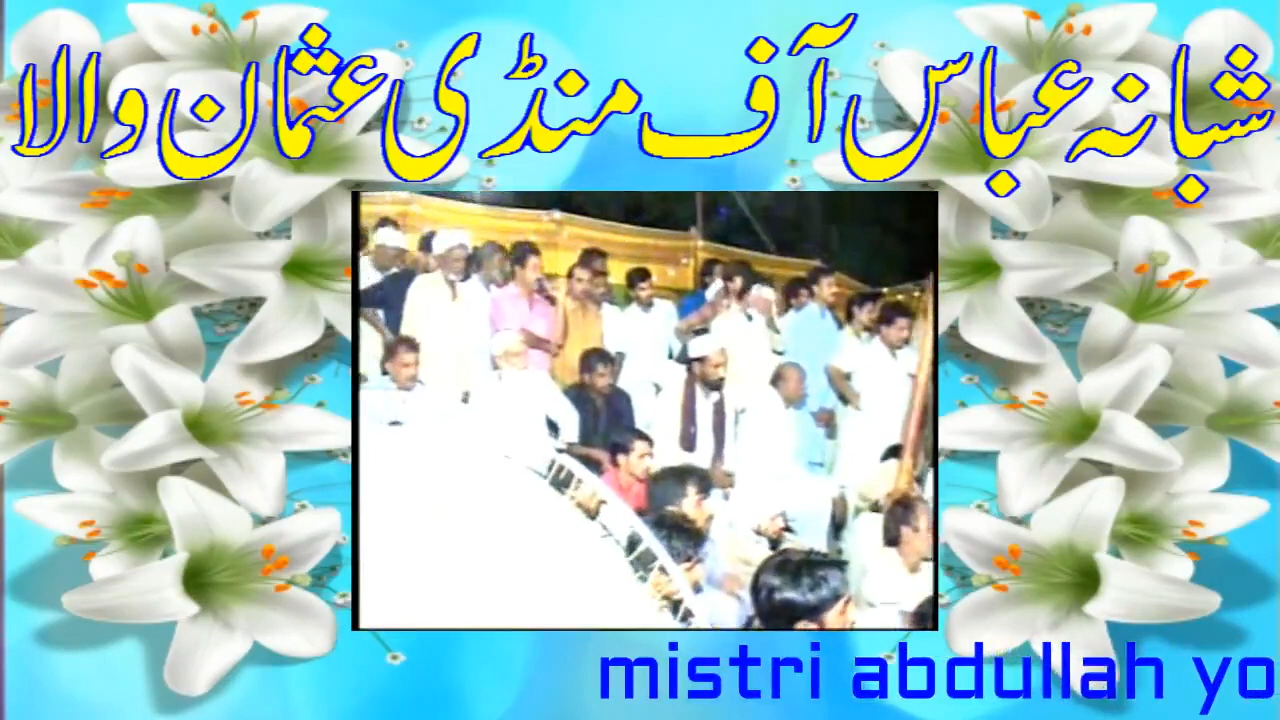 شبانہ عباس آف منڈی عثمان والا
mistri abdullah yo